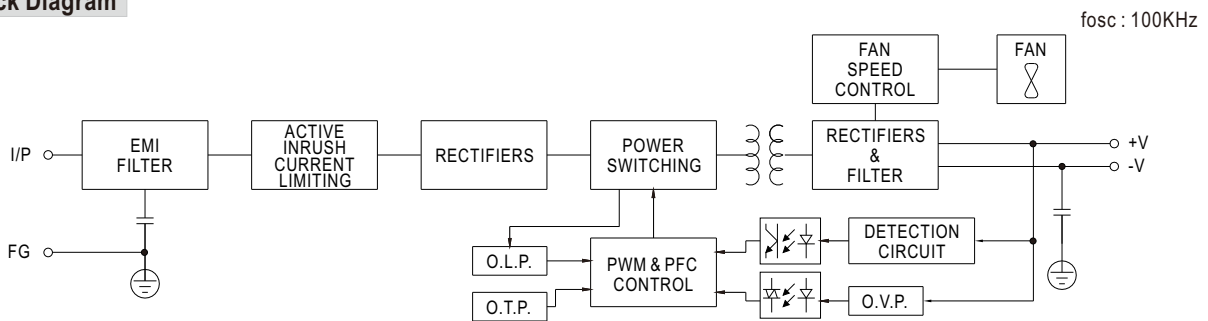 ck Diagram
fosc : 100KHz
FAN
SPEED
CONTROL
FAN
I/P
EMI
FILTER
ACTIVE
INRUSH
CURRENT
LIMITING
RECTIFIERS
POWER
SWITCHING
RECTIFIERS
&
FILTER
+V
-V
FG
O.L.P.
O.T.P.
PWM & PFC
CONTROL
DETECTION
CIRCUIT
O.V.P.